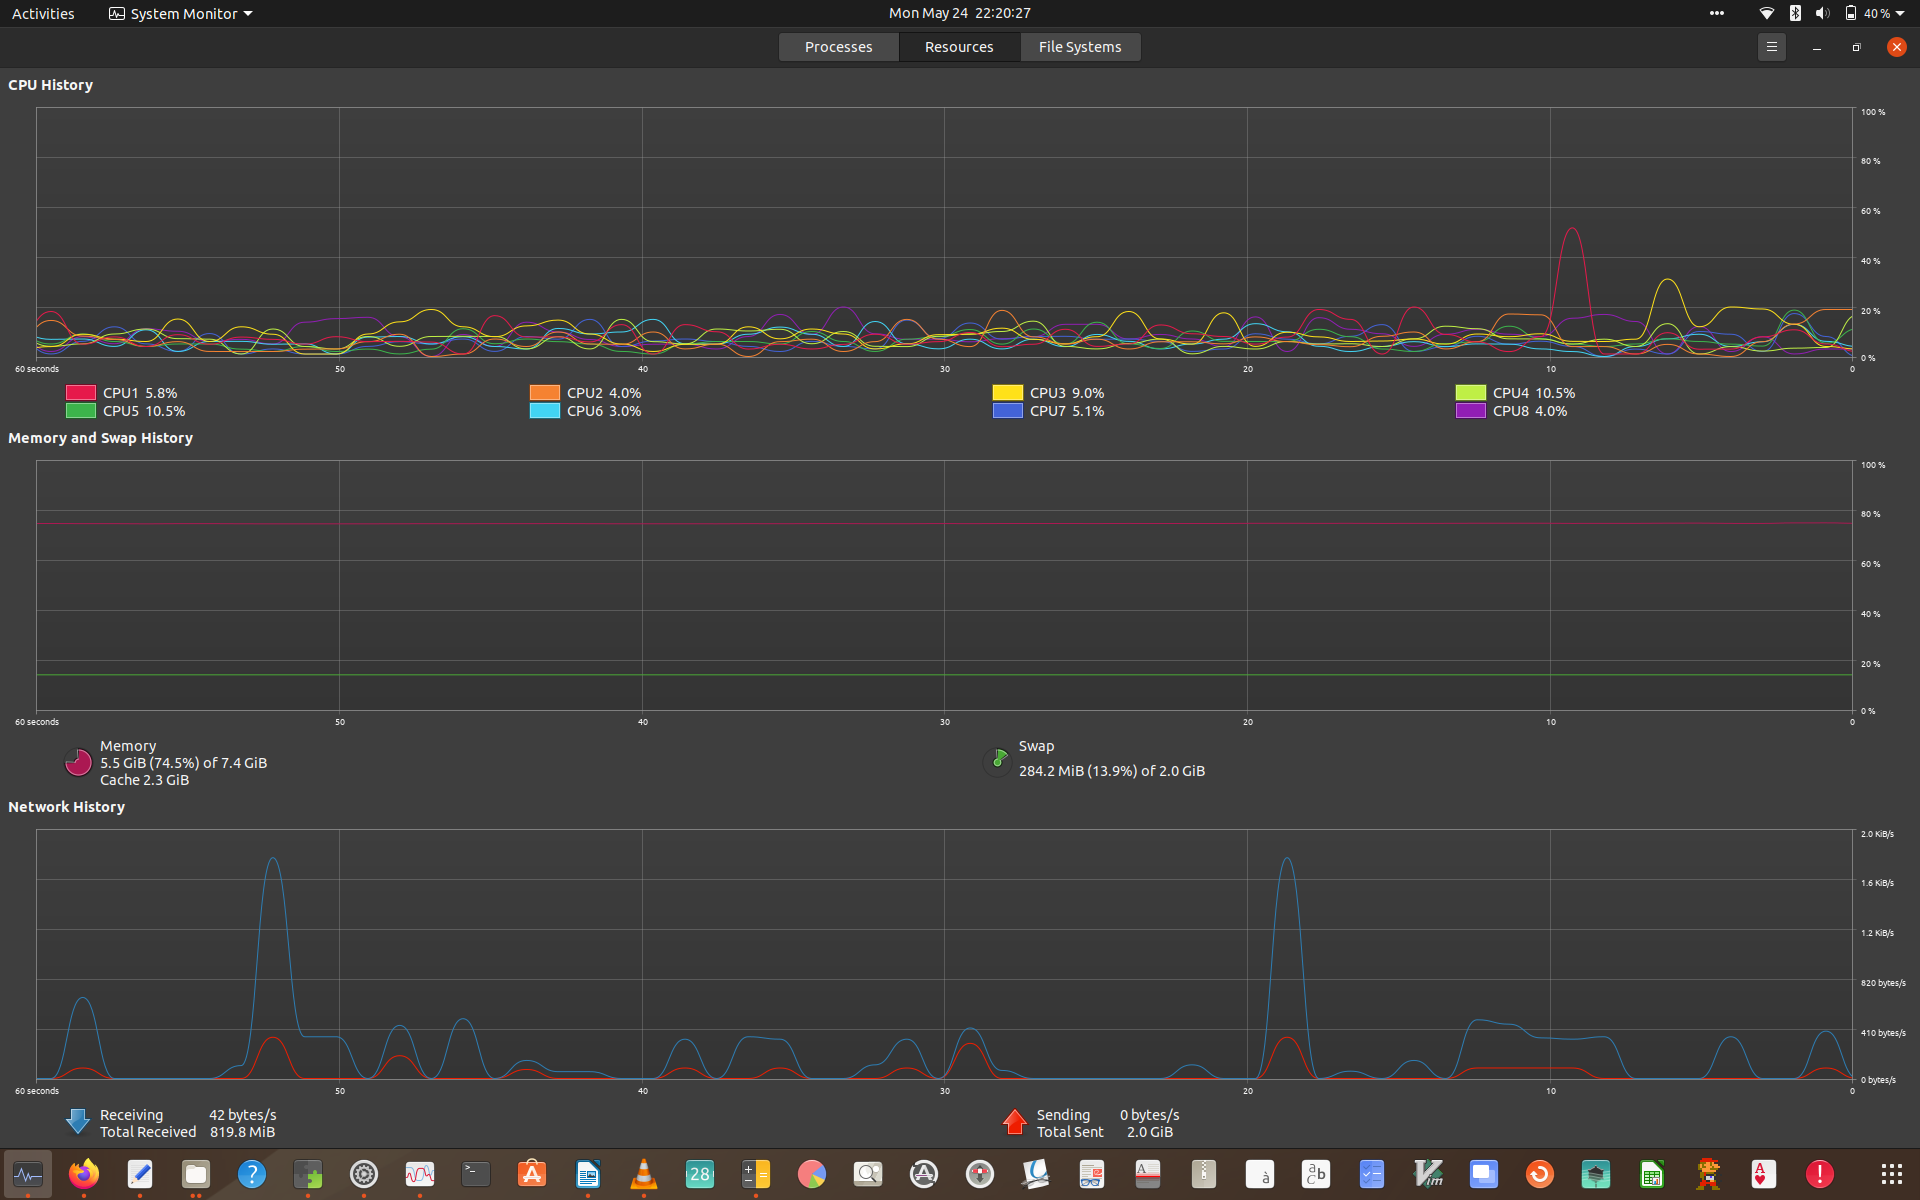 Activities System Monitor Mon May 24 22:20:27 40 %
Processes Resources File Systems
CPU History
100 %
80 %
60 %
40 %
20 %
0 %
60 seconds 50 40 30 20 10 0
CPU1 5.8% CPU2 4.0% CPU3 9.0% CPU4 10.5%
CPU5 10.5% CPU6 3.0% CPU7 5.1% CPU8 4.0%
Memory and Swap History
100 %
80 %
60 %
40 %
20 %
0 %
60 seconds 50 40 30 20 10 0
Memory
5.5 GiB (74.5%) of 7.4 GiB
Cache 2.3 GiB
Swap
284.2 MiB (13.9%) of 2.0 GiB
Network History
2.0 KiB/s
1.6 KiB/s
1.2 KiB/s
820 bytes/s
410 bytes/s
0 bytes/s
60 seconds 50 40 30 20 10 0
Receiving 42 bytes/s
Total Received 819.8 MiB
Sending 0 bytes/s
Total Sent 2.0 GiB
28